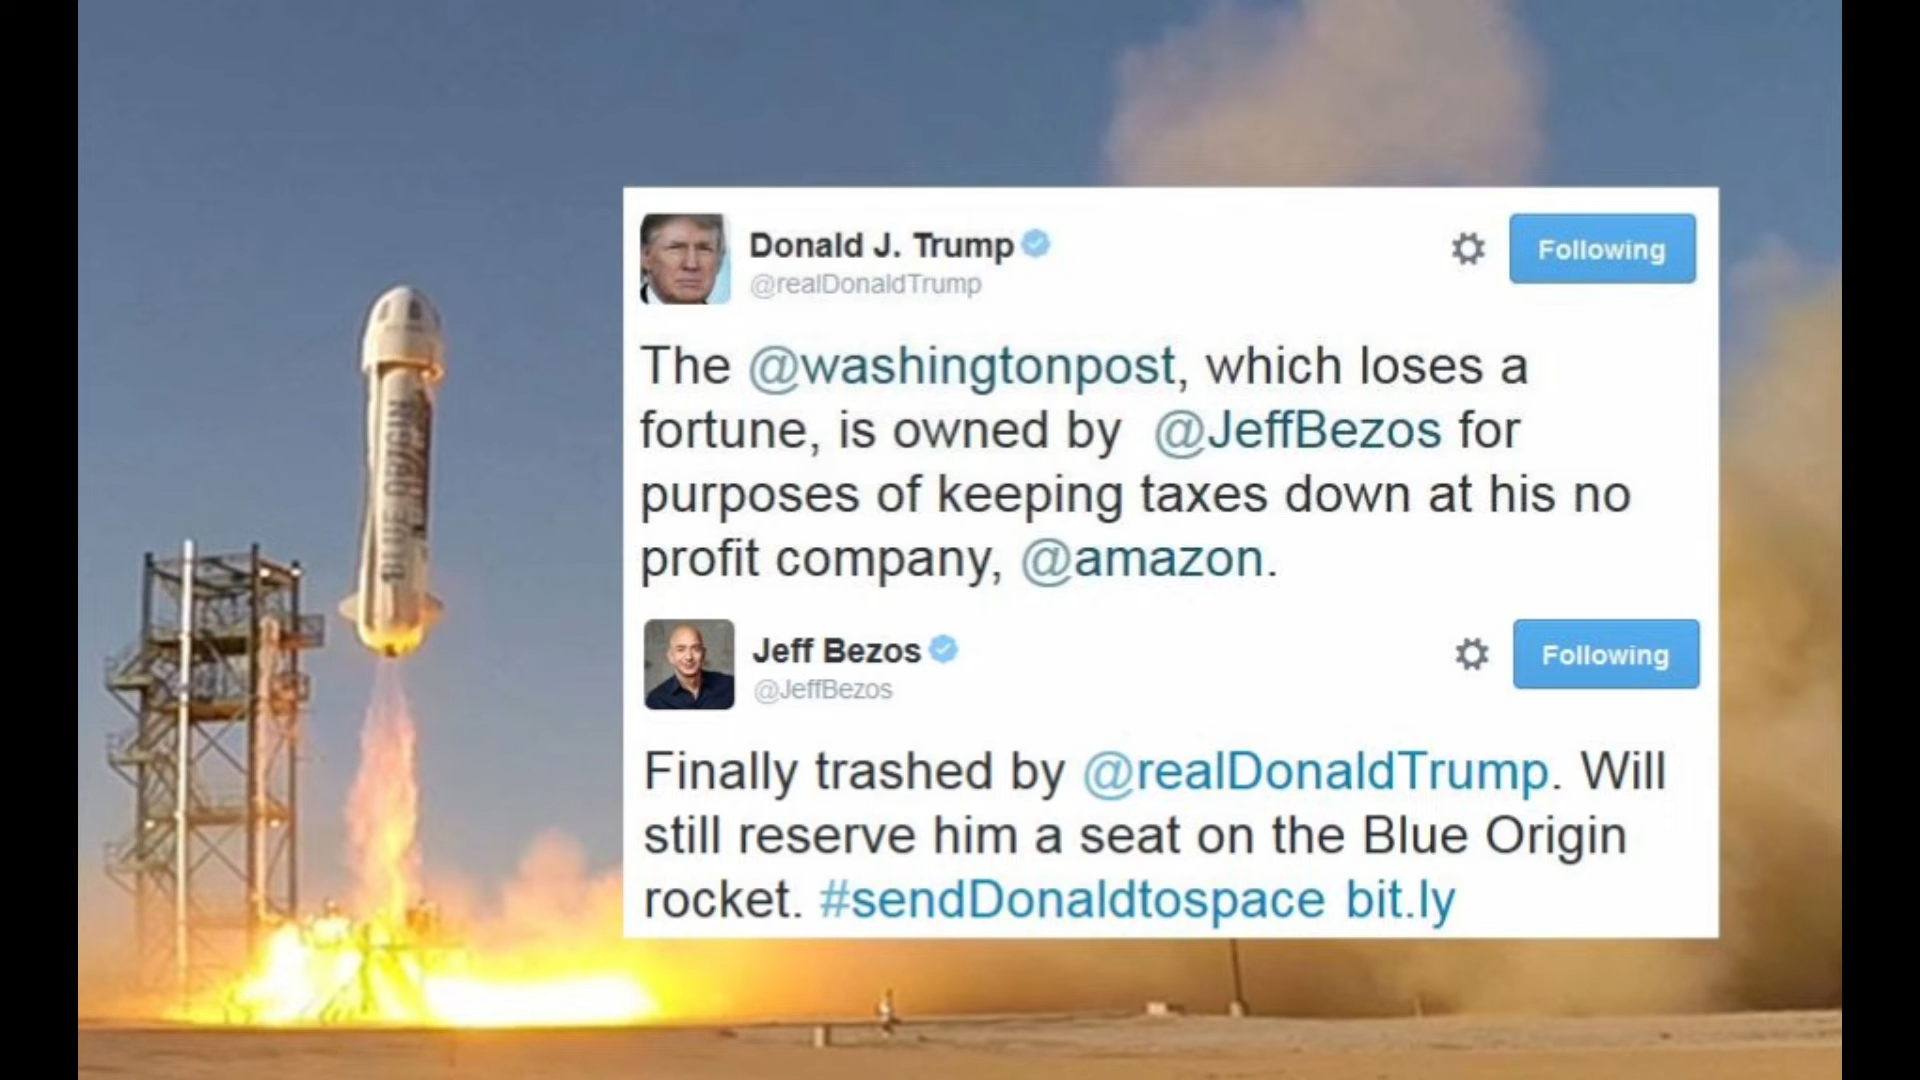 Donald J. Trump
@realDonaldTrump
Following
The @washingtonpost, which loses a
fortune, is owned by @JeffBezos for
purposes of keeping taxes down at his no
profit company, @amazon.
Jeff Bezos
@JeffBezos
Following
Finally trashed by @realDonaldTrump. Will
still reserve him a seat on the Blue Origin
rocket. #sendDonaldtospace bit.ly
BLUE ORIGIN